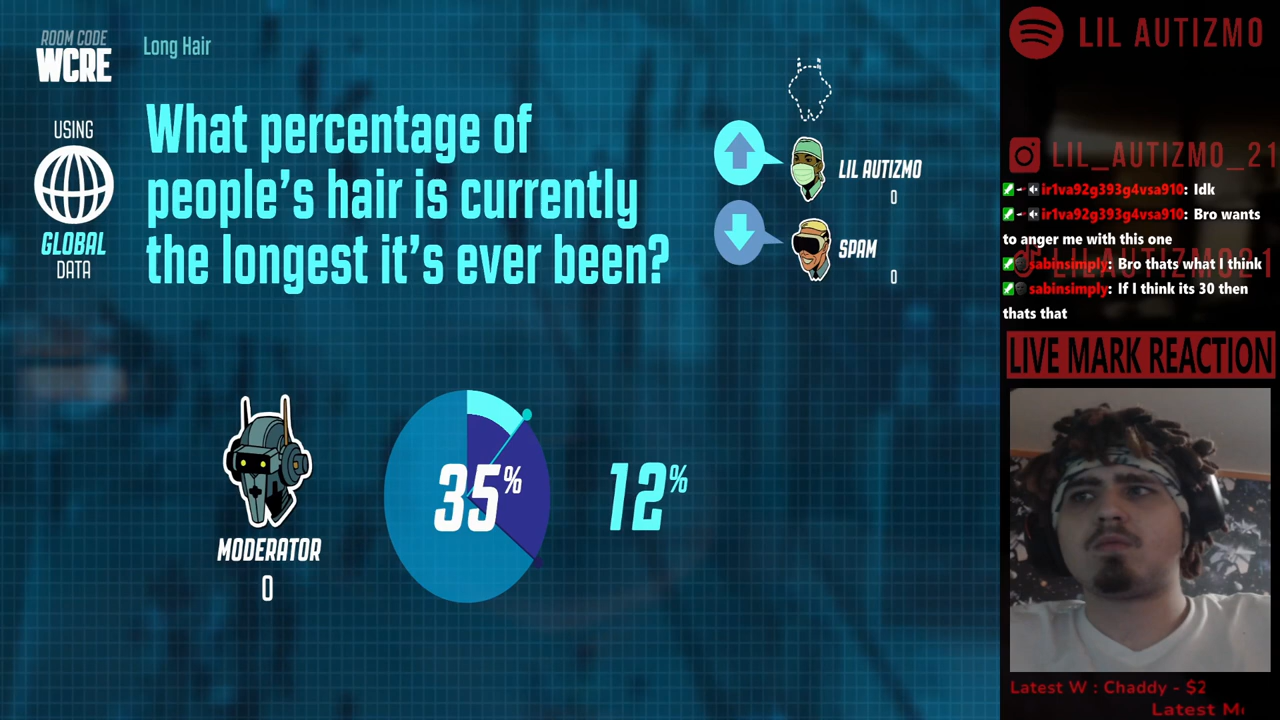 ROOM CODE
WCRE
Long Hair
USING
GLOBAL
DATA
What percentage of
people's hair is currently
the longest it's ever been?
LIL AUTIZMO
0
SPAM
0
MODERATOR
0
35%
12%
LIL AUTIZMO
LIL_AUTIZMO_21
ir1va92g393g4vsa910: Idk
ir1va92g393g4vsa910: Bro wants
to anger me with this one
LIL AUTIZMO21
sabinsimply: Bro thats what I think
sabinsimply: If I think its 30 then
thats that
LIVE MARK REACTION
Latest W : Chaddy - $2
Latest